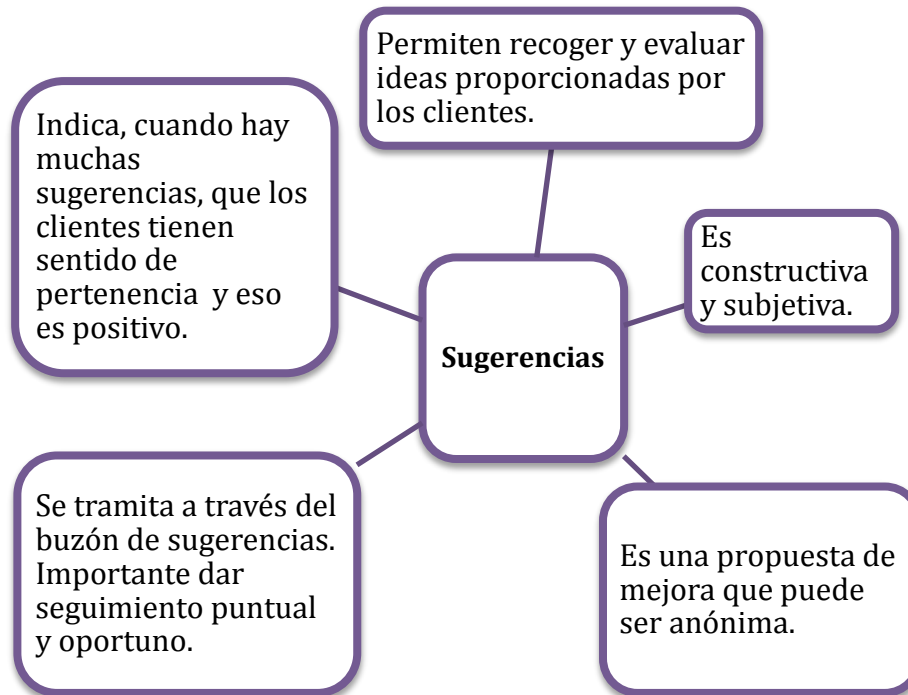 Permiten recoger y evaluar
ideas proporcionadas por
los clientes.
Indica, cuando hay
muchas
sugerencias, que los
clientes tienen
sentido de
pertenencia  y eso
es positivo.
Es
constructiva
y subjetiva.
Sugerencias
Se tramita a través del
buzón de sugerencias.
Importante dar
seguimiento puntual
y oportuno.
Es una propuesta de
mejora que puede
ser anónima.